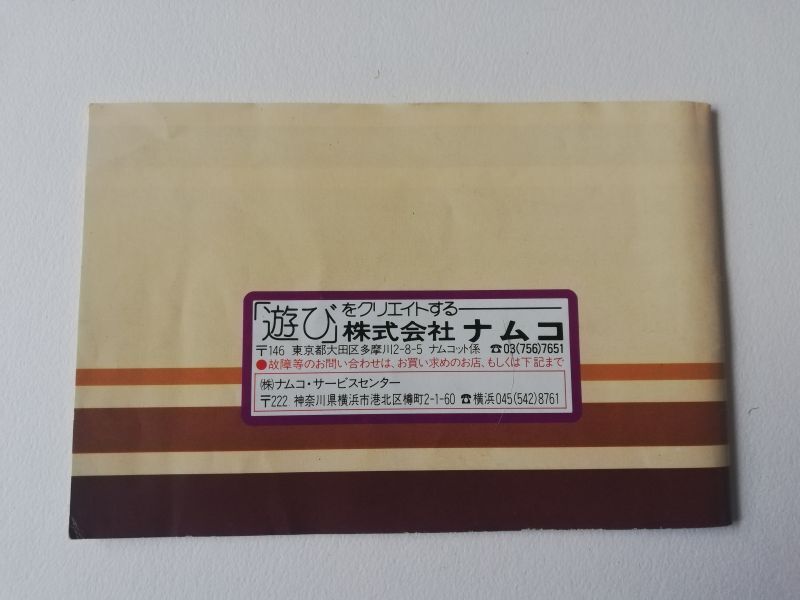 「遊び」をクリエイトする
株式会社ナムコ
〒146 東京都大田区多摩川2-8-5 ナムコット係 ☎03(756)7651
●故障等のお問い合わせは、お買い求めのお店、もしくは下記まで
㈱ナムコ・サービスセンター
〒222 神奈川県横浜市港北区樽町2-1-60 ☎横浜045(542)8761